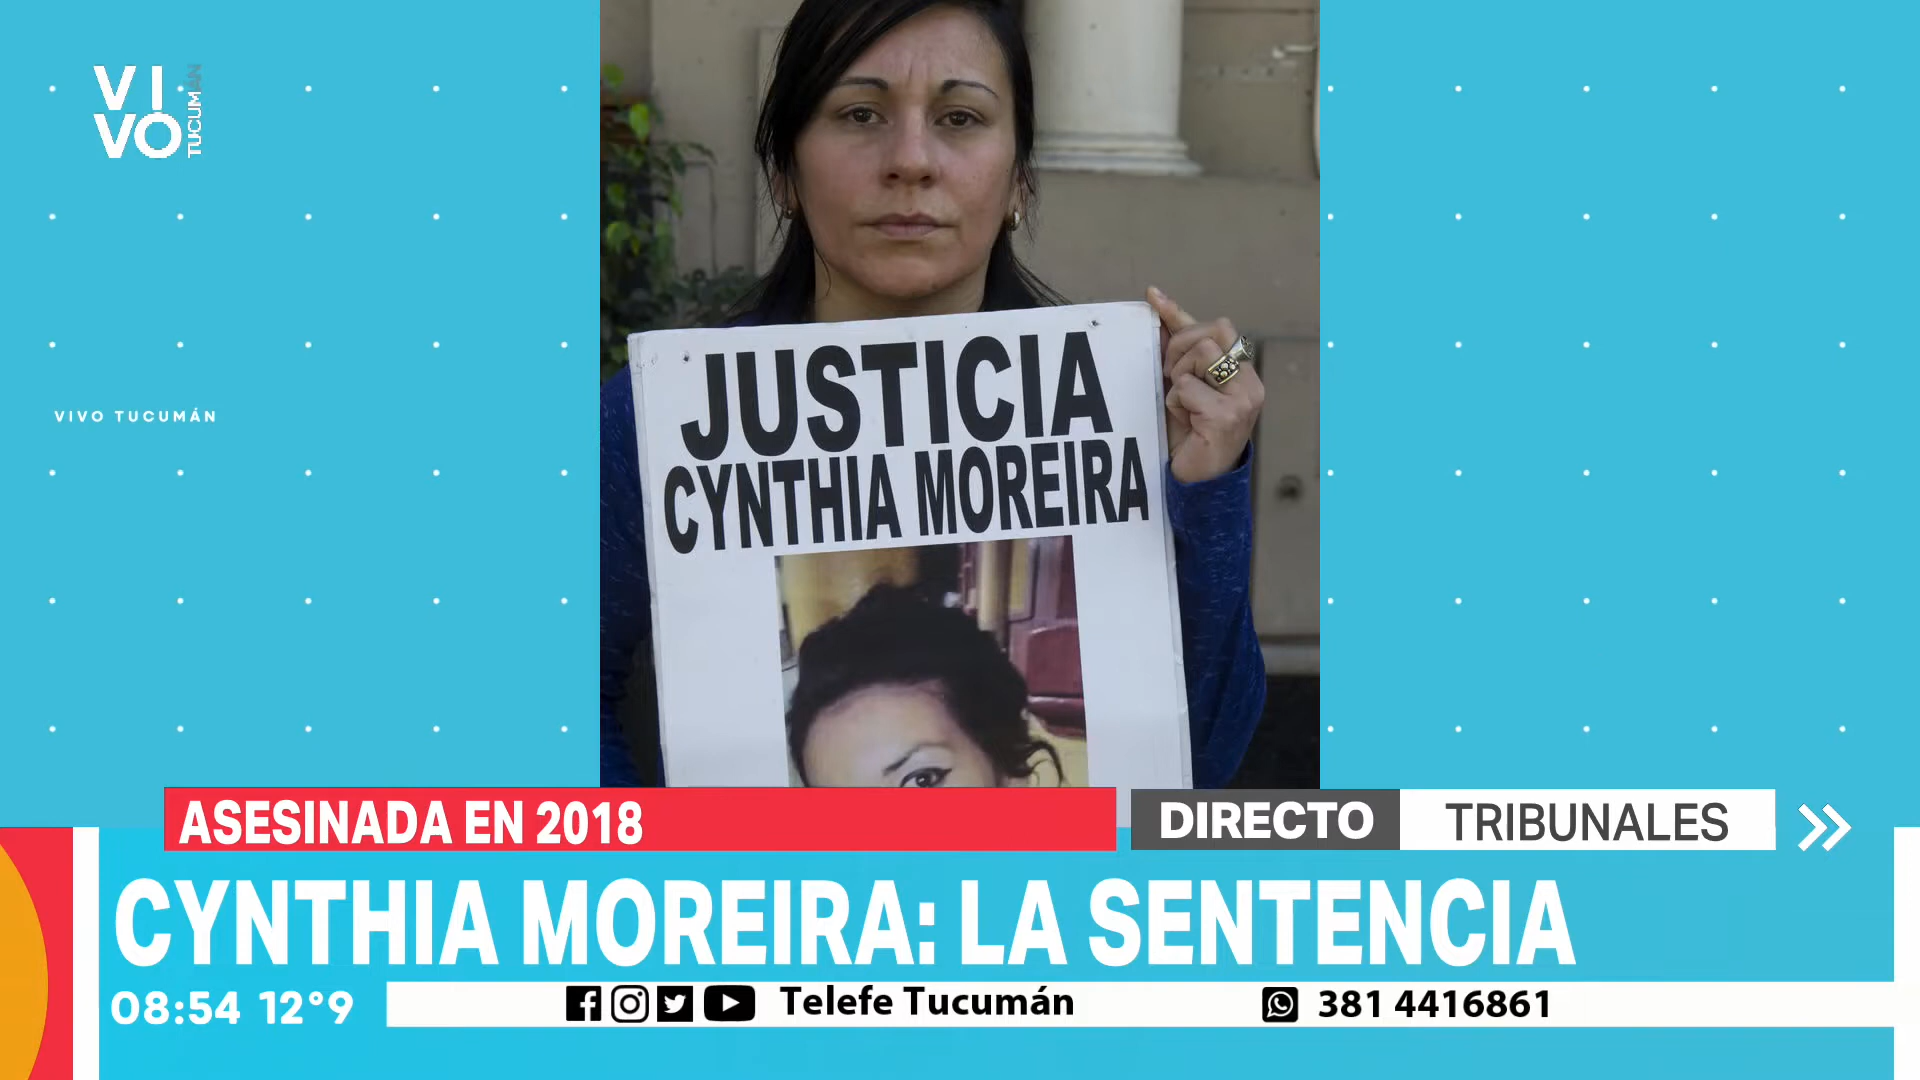 VI
VO
TUCUMÁN
VIVO TUCUMÁN
JUSTICIA
CYNTHIA MOREIRA
ASESINADA EN 2018
DIRECTO
TRIBUNALES
CYNTHIA MOREIRA: LA SENTENCIA
08:54 12°9
Telefe Tucumán
381 4416861